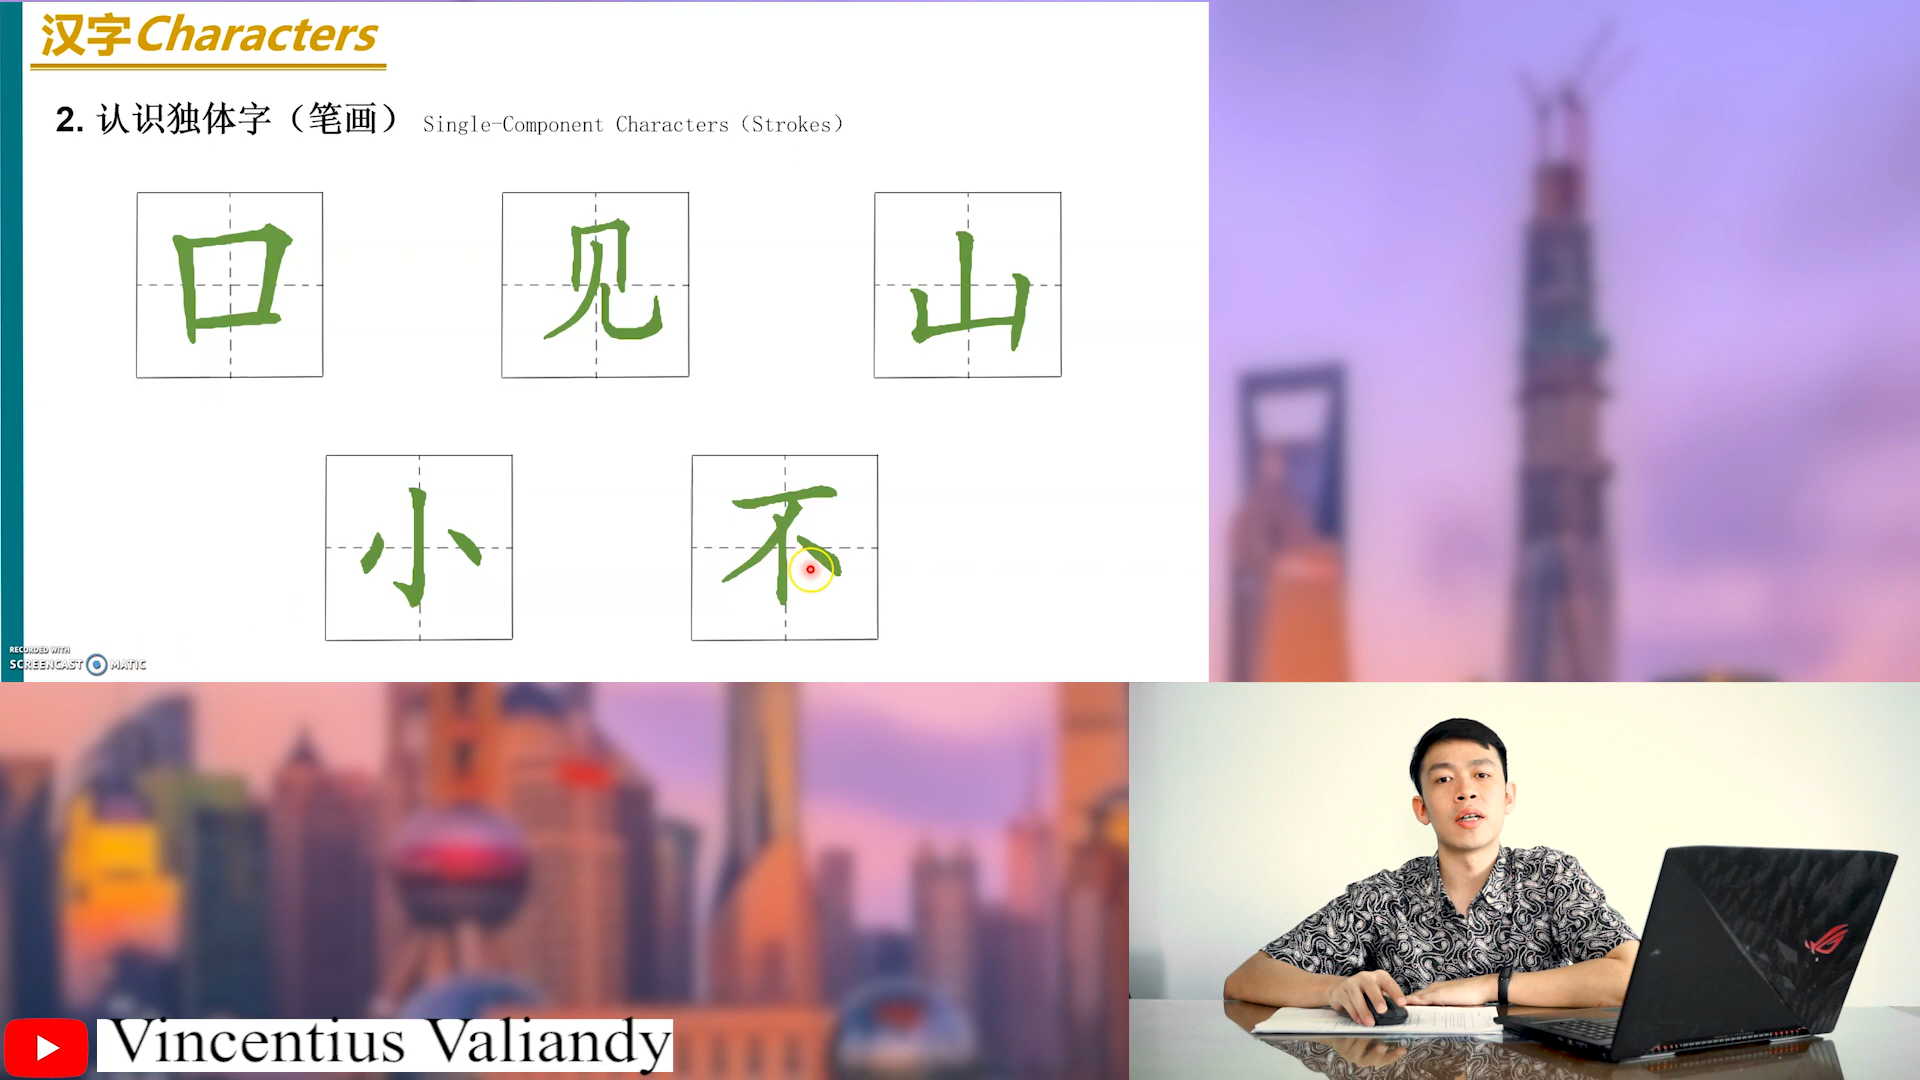 汉字Characters
2. 认识独体字（笔画） Single-Component Characters（Strokes）
口 见 山
小 不
RECORDED WITH
SCREENCAST MATIC
Vincentius Valiandy